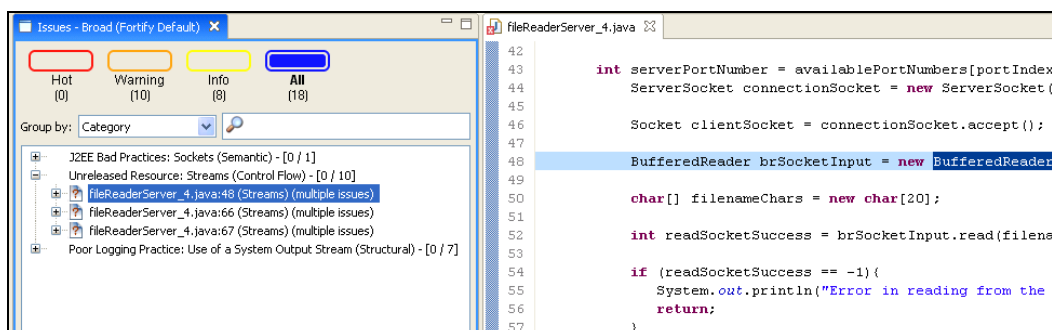 Issues - Broad (Fortify Default)
Hot
(0)
Warning
(10)
Info
(8)
All
(18)
Group by: Category
J2EE Bad Practices: Sockets (Semantic) - [0 / 1]
Unreleased Resource: Streams (Control Flow) - [0 / 10]
fileReaderServer_4.java:48 (Streams) (multiple issues)
fileReaderServer_4.java:66 (Streams) (multiple issues)
fileReaderServer_4.java:67 (Streams) (multiple issues)
Poor Logging Practice: Use of a System Output Stream (Structural) - [0 / 7]
fileReaderServer_4.java
42
43 int serverPortNumber = availablePortNumbers[portIndex
44 ServerSocket connectionSocket = new ServerSocket(
45
46 Socket clientSocket = connectionSocket.accept();
47
48 BufferedReader brSocketInput = new BufferedReader
49
50 char[] filenameChars = new char[20];
51
52 int readSocketSuccess = brSocketInput.read(filena
53
54 if (readSocketSuccess == -1){
55 System.out.println("Error in reading from the
56 return;
57 }